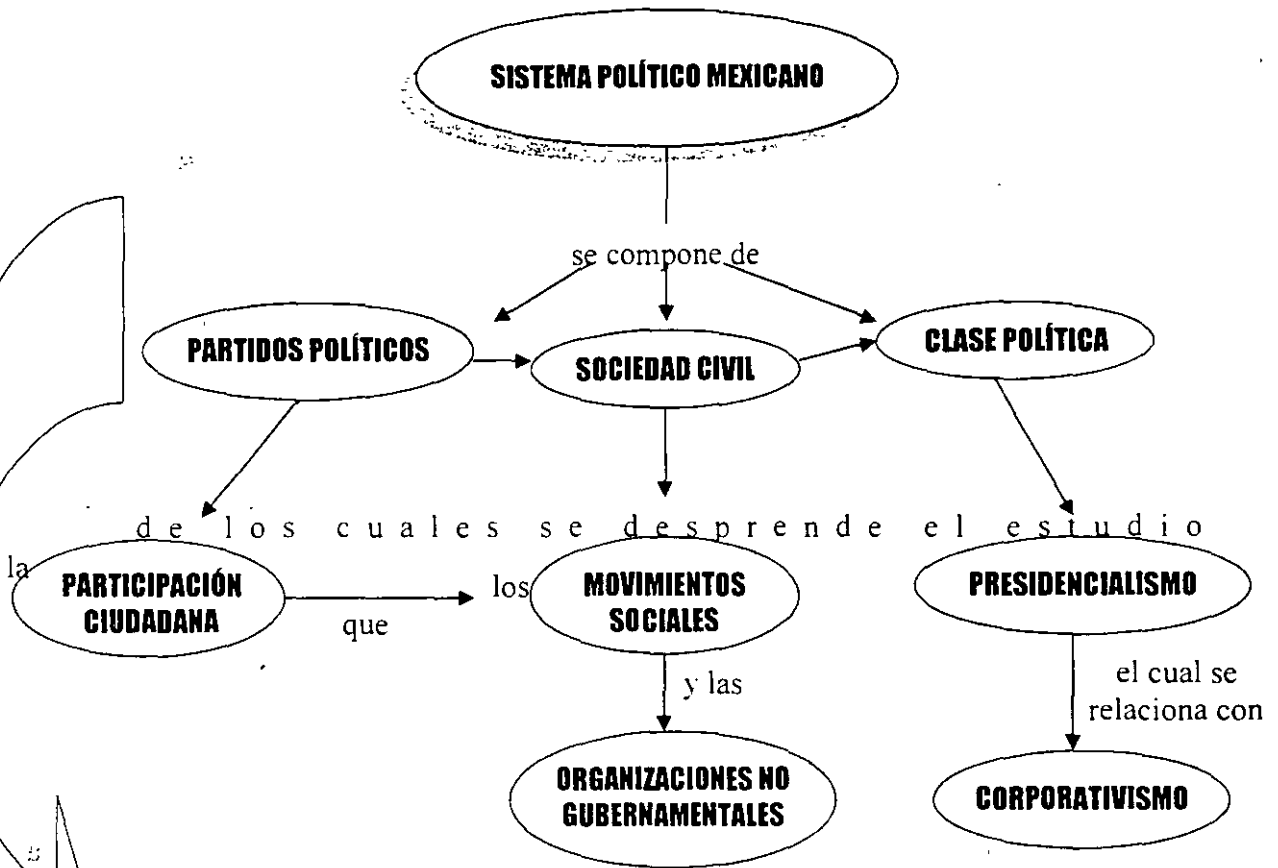 SISTEMA POLÍTICO MEXICANO
se compone de
PARTIDOS POLÍTICOS
SOCIEDAD CIVIL
CLASE POLÍTICA
de los cuales se desprende el estudio
la
PARTICIPACIÓN
CIUDADANA
que
los
MOVIMIENTOS
SOCIALES
PRESIDENCIALISMO
y las
el cual se
relaciona con
ORGANIZACIONES NO
GUBERNAMENTALES
CORPORATIVISMO